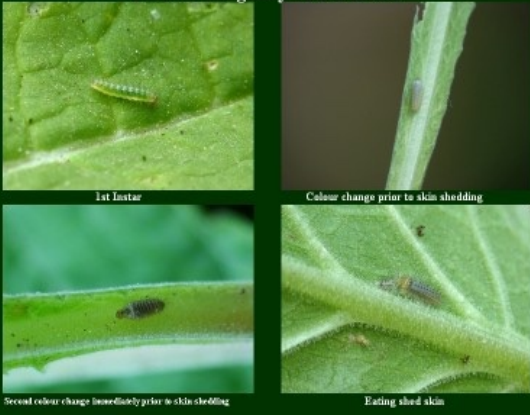 1st Instar
Colour change prior to skin shedding
Second colour change immediately prior to skin shedding
Eating shed skin